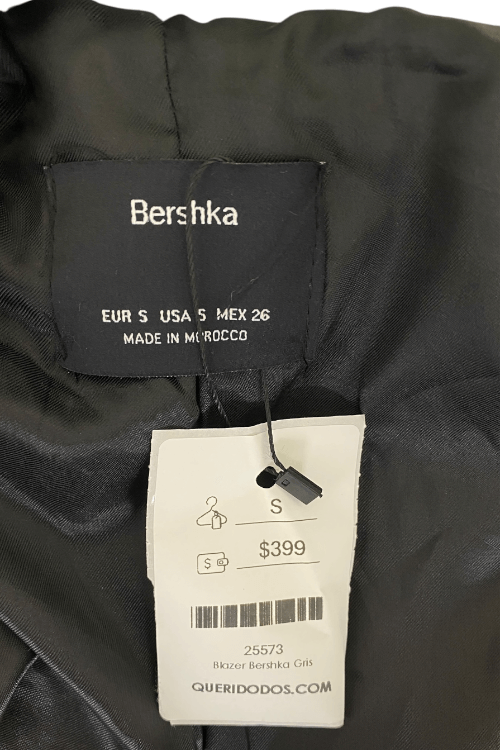 Bershka
EUR S USA S MEX 26
MADE IN MOROCCO
S
$399
$
25573
Blazer Bershka Gris
QUERIDODOS.COM